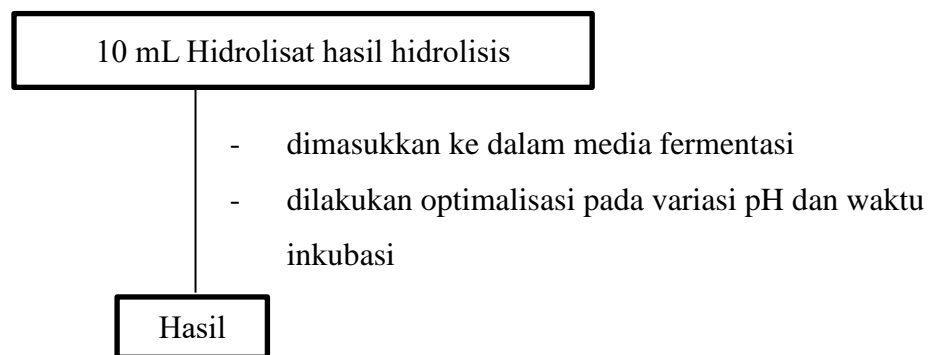 10 mL Hidrolisat hasil hidrolisis
- dimasukkan ke dalam media fermentasi
- dilakukan optimalisasi pada variasi pH dan waktu
inkubasi
Hasil